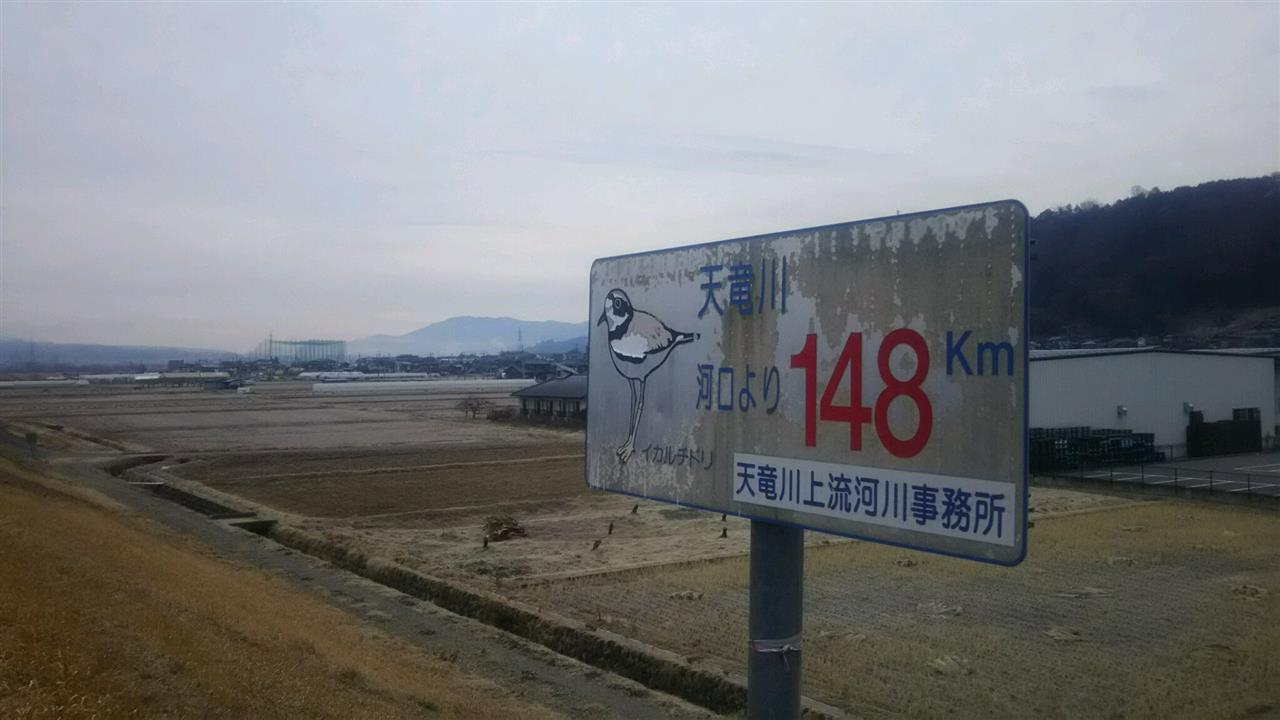 天竜川
河口より 148 Km
イカルチドリ
天竜川上流河川事務所